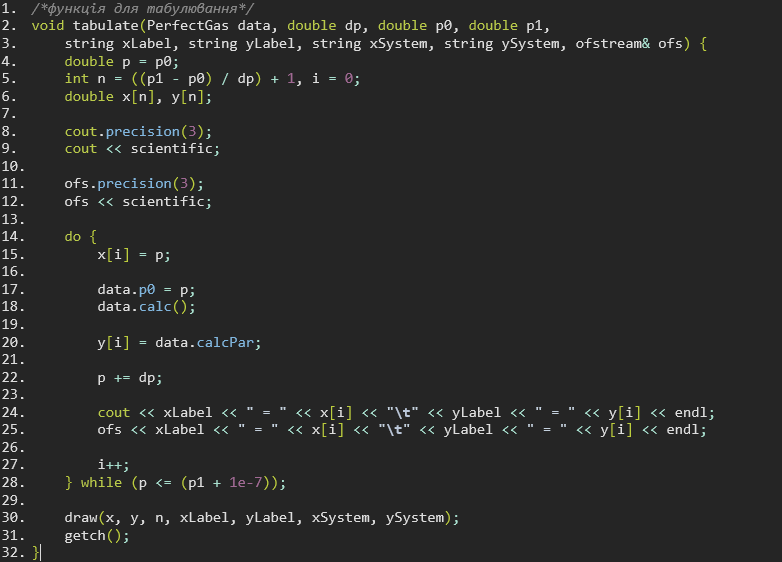 1. /*функція для табулювання*/
2. void tabulate(PerfectGas data, double dp, double p0, double p1,
3.     string xLabel, string yLabel, string xSystem, string ySystem, ofstream& ofs) {
4.     double p = p0;
5.     int n = ((p1 - p0) / dp) + 1, i = 0;
6.     double x[n], y[n];
7.
8.     cout.precision(3);
9.     cout << scientific;
10.
11.     ofs.precision(3);
12.     ofs << scientific;
13.
14.     do {
15.         x[i] = p;
16.
17.         data.p0 = p;
18.         data.calc();
19.
20.         y[i] = data.calcPar;
21.
22.         p += dp;
23.
24.         cout << xLabel << " = " << x[i] << "\t" << yLabel << " = " << y[i] << endl;
25.         ofs << xLabel << " = " << x[i] << "\t" << yLabel << " = " << y[i] << endl;
26.
27.         i++;
28.     } while (p <= (p1 + 1e-7));
29.
30.     draw(x, y, n, xLabel, yLabel, xSystem, ySystem);
31.     getch();
32. }